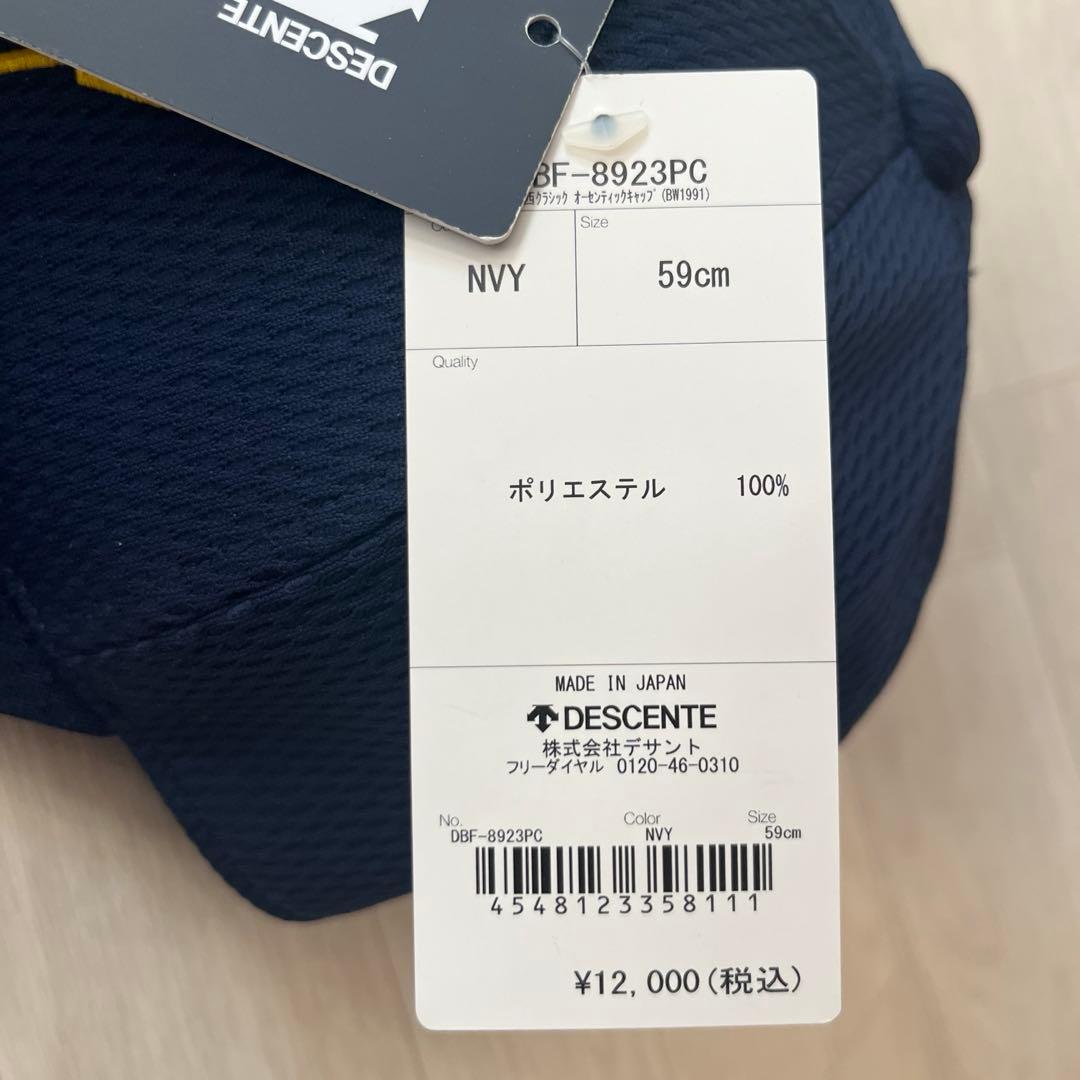 DESCENTE
BF-8923PC
クラシック オーセンティックキャップ(BW1991)
Size
NVY
59cm
Quality
ポリエステル 100%
MADE IN JAPAN
DESCENTE
株式会社デサント
フリーダイヤル 0120-46-0310
No. Color Size
DBF-8923PC NVY 59cm
4548123358111
¥12,000(税込)